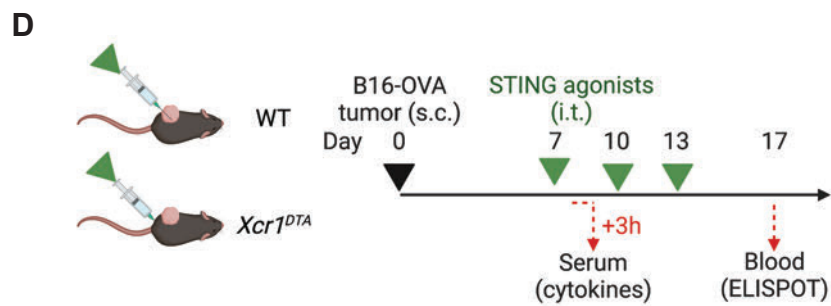 D
WT
Xcr1ᴰᵀᴬ
B16-OVA
tumor (s.c.)
STING agonists
(i.t.)
Day 0 7 10 13 17
+3h
Serum
(cytokines)
Blood
(ELISPOT)